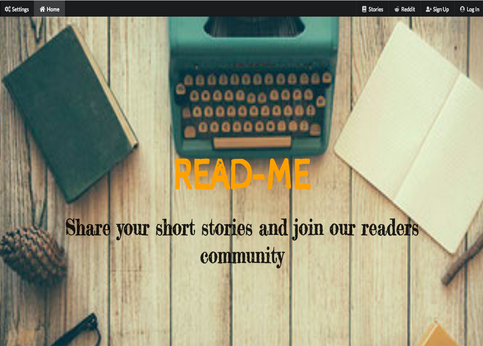 Settings
Home
Stories
Reddit
Sign Up
Log In
READ-ME
Share your short stories and join our readers
community